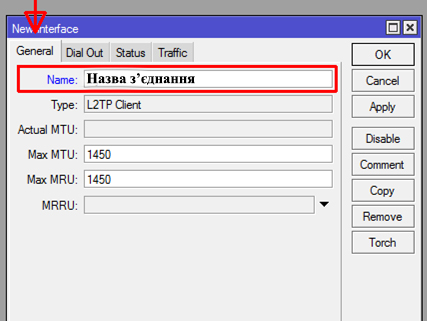 New Interface
General Dial Out Status Traffic
OK
Name: Назва з’єднання
Cancel
Type: L2TP Client
Apply
Actual MTU:
Disable
Max MTU: 1450
Comment
Max MRU: 1450
Copy
MRRU:
Remove
Torch